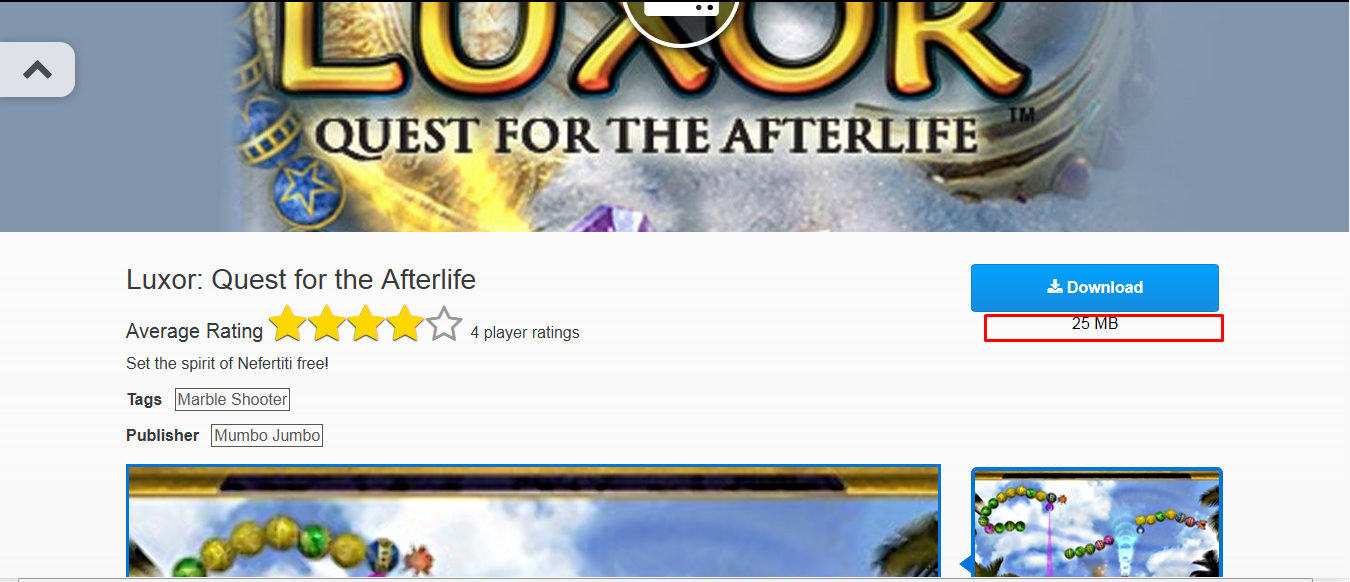 LUXOR
TM
QUEST FOR THE AFTERLIFE
Luxor: Quest for the Afterlife
Download
25 MB
Average Rating
4 player ratings
Set the spirit of Nefertiti free!
Tags Marble Shooter
Publisher Mumbo Jumbo